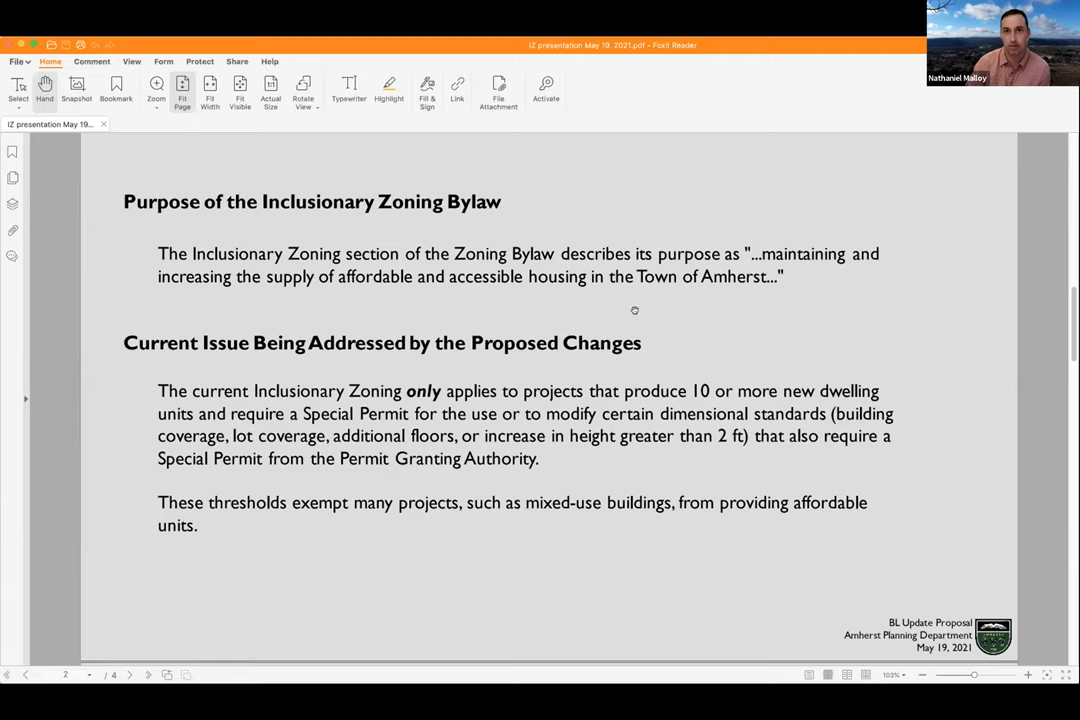 IZ presentation May 19, 2021.pdf - Foxit Reader
File Home Comment View Form Protect Share Help
Select Hand Snapshot Bookmark Zoom Fit Page Fit Width Fit Visible Actual Size Rotate View Typewriter Highlight Fill & Sign Link File Attachment Activate
Nathaniel Malloy
IZ presentation May 19...
Purpose of the Inclusionary Zoning Bylaw
The Inclusionary Zoning section of the Zoning Bylaw describes its purpose as "...maintaining and
increasing the supply of affordable and accessible housing in the Town of Amherst..."
Current Issue Being Addressed by the Proposed Changes
The current Inclusionary Zoning only applies to projects that produce 10 or more new dwelling
units and require a Special Permit for the use or to modify certain dimensional standards (building
coverage, lot coverage, additional floors, or increase in height greater than 2 ft) that also require a
Special Permit from the Permit Granting Authority.
These thresholds exempt many projects, such as mixed-use buildings, from providing affordable
units.
BL Update Proposal
Amherst Planning Department
May 19, 2021
2 / 4
103%